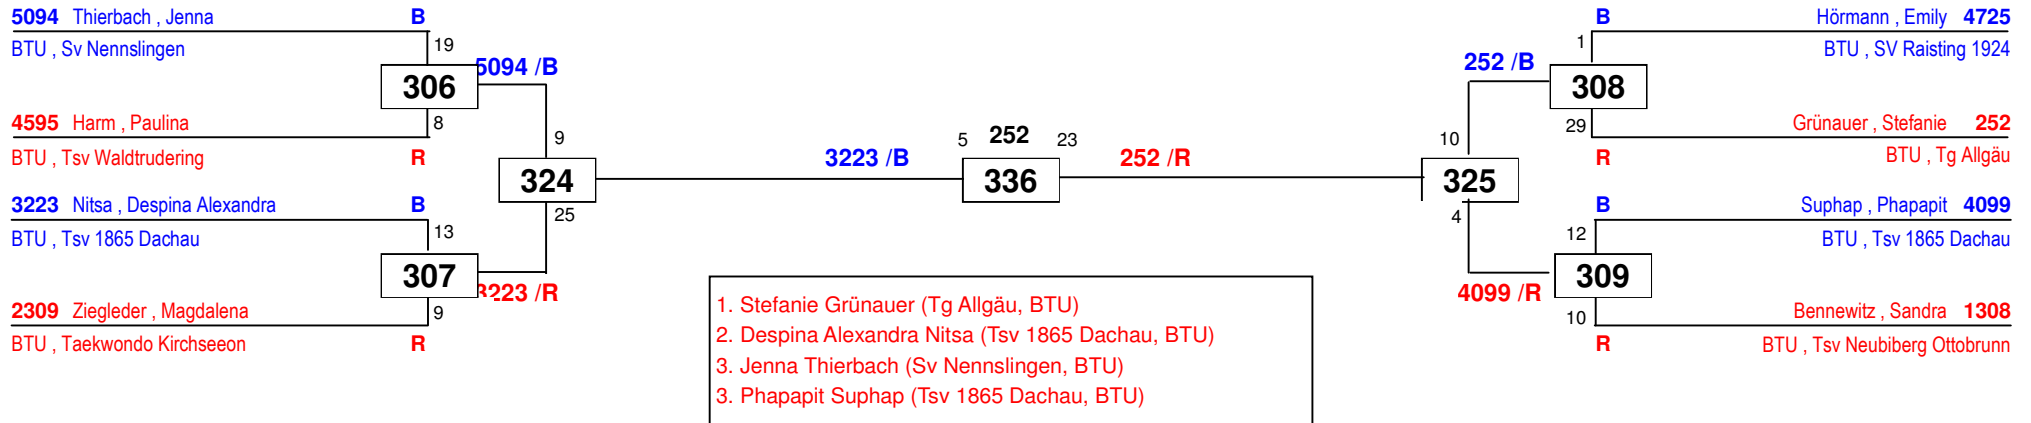 5094 Thierbach , Jenna B
BTU , Sv Nennslingen
19
306
5094 /B
8
4595 Harm , Paulina
BTU , Tsv Waldtrudering R
9
324
25
3223 Nitsa , Despina Alexandra B
BTU , Tsv 1865 Dachau
13
307
3223 /R
9
2309 Ziegleder , Magdalena
BTU , Taekwondo Kirchseeon R
3223 /B
5 252 23
336
252 /R
B Hörmann , Emily 4725
BTU , SV Raisting 1924
1
252 /B
308
29
Grünauer , Stefanie 252
R BTU , Tg Allgäu
10
325
4
B Suphap , Phapapit 4099
BTU , Tsv 1865 Dachau
12
309
4099 /R
10
Bennewitz , Sandra 1308
R BTU , Tsv Neubiberg Ottobrunn
1. Stefanie Grünauer (Tg Allgäu, BTU)
2. Despina Alexandra Nitsa (Tsv 1865 Dachau, BTU)
3. Jenna Thierbach (Sv Nennslingen, BTU)
3. Phapapit Suphap (Tsv 1865 Dachau, BTU)